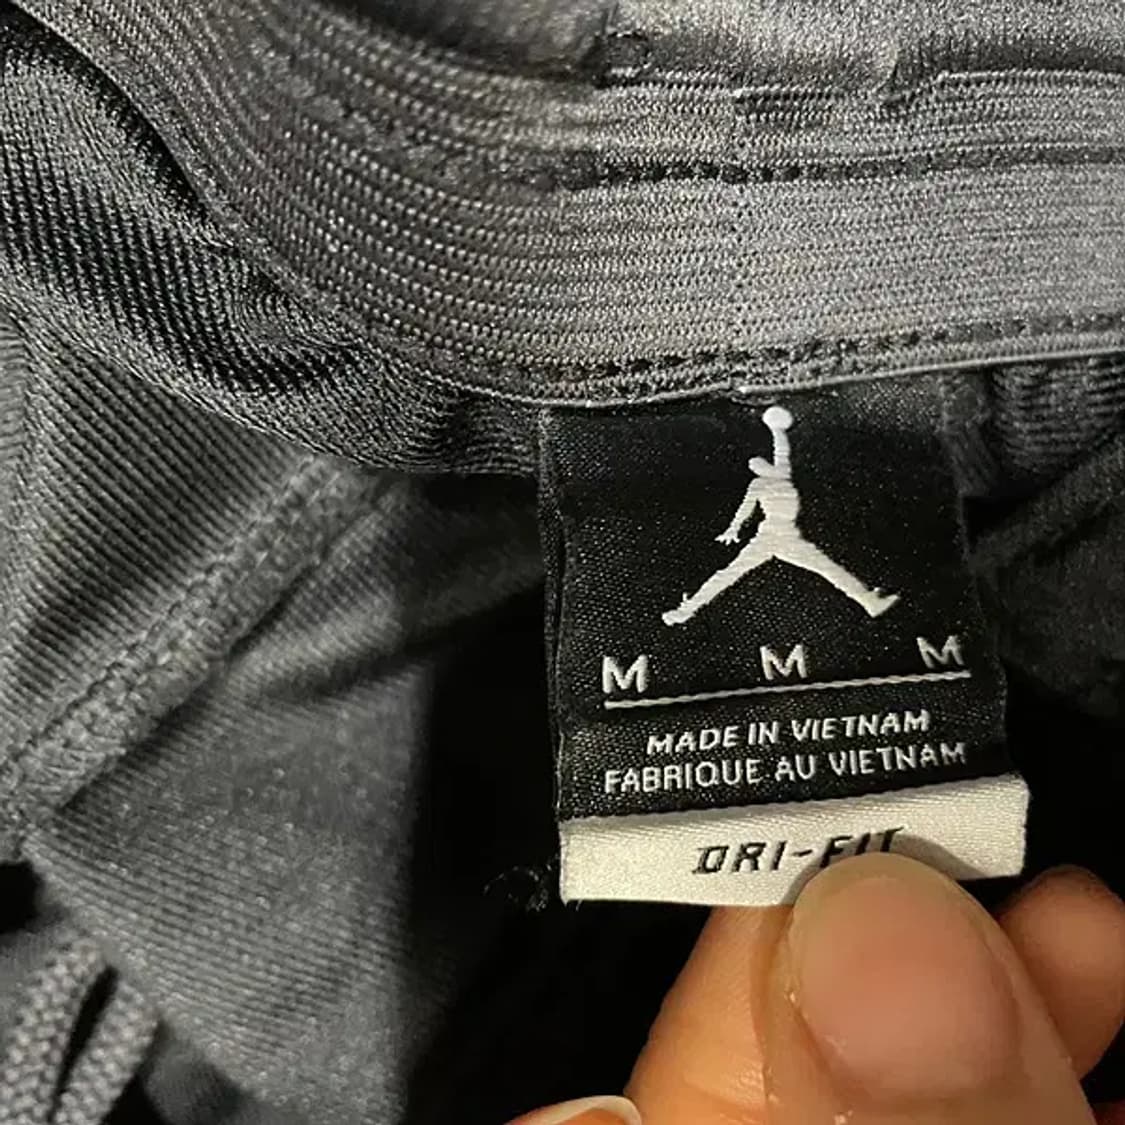 M M M
MADE IN VIETNAM
FABRIQUE AU VIETNAM
DRI-FIT